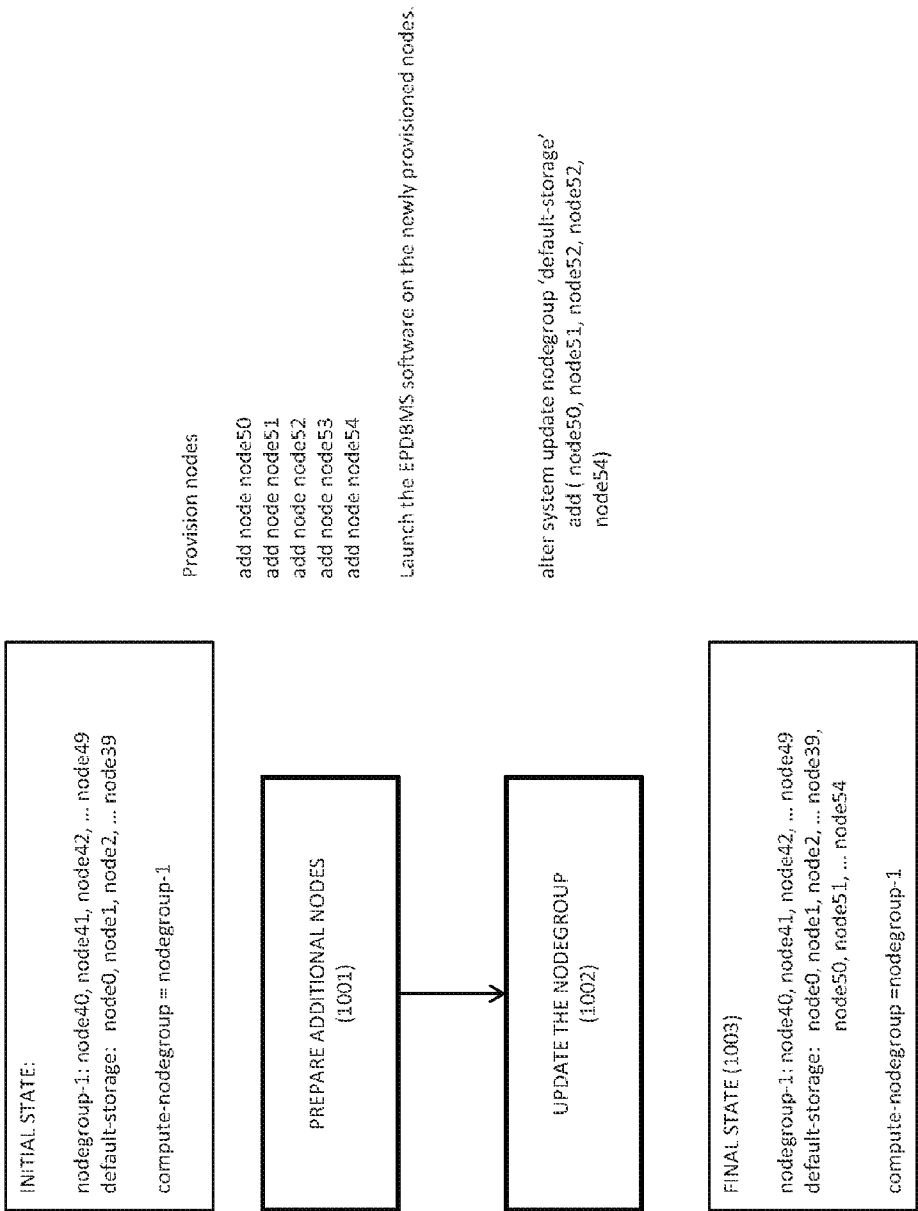 INITIAL STATE:
nodegroup-1: node40, node41, node42, ... node49
default-storage: node0, node1, node2, ... node39
compute-nodegroup = nodegroup-1
Provision nodes
add node node50
add node node51
add node node52
add node node53
add node node54
Launch the EPDBMS software on the newly provisioned nodes.
PREPARE ADDITIONAL NODES
(1001)
alter system update nodegroup ‘default-storage’
add ( node50, node51, node52, node52,
node54)
UPDATE THE NODEGROUP
(1002)
FINAL STATE (1003)
nodegroup-1: node40, node41, node42, ... node49
default-storage: node0, node1, node2, ... node39,
node50, node51, ... node54
compute-nodegroup =nodegroup-1